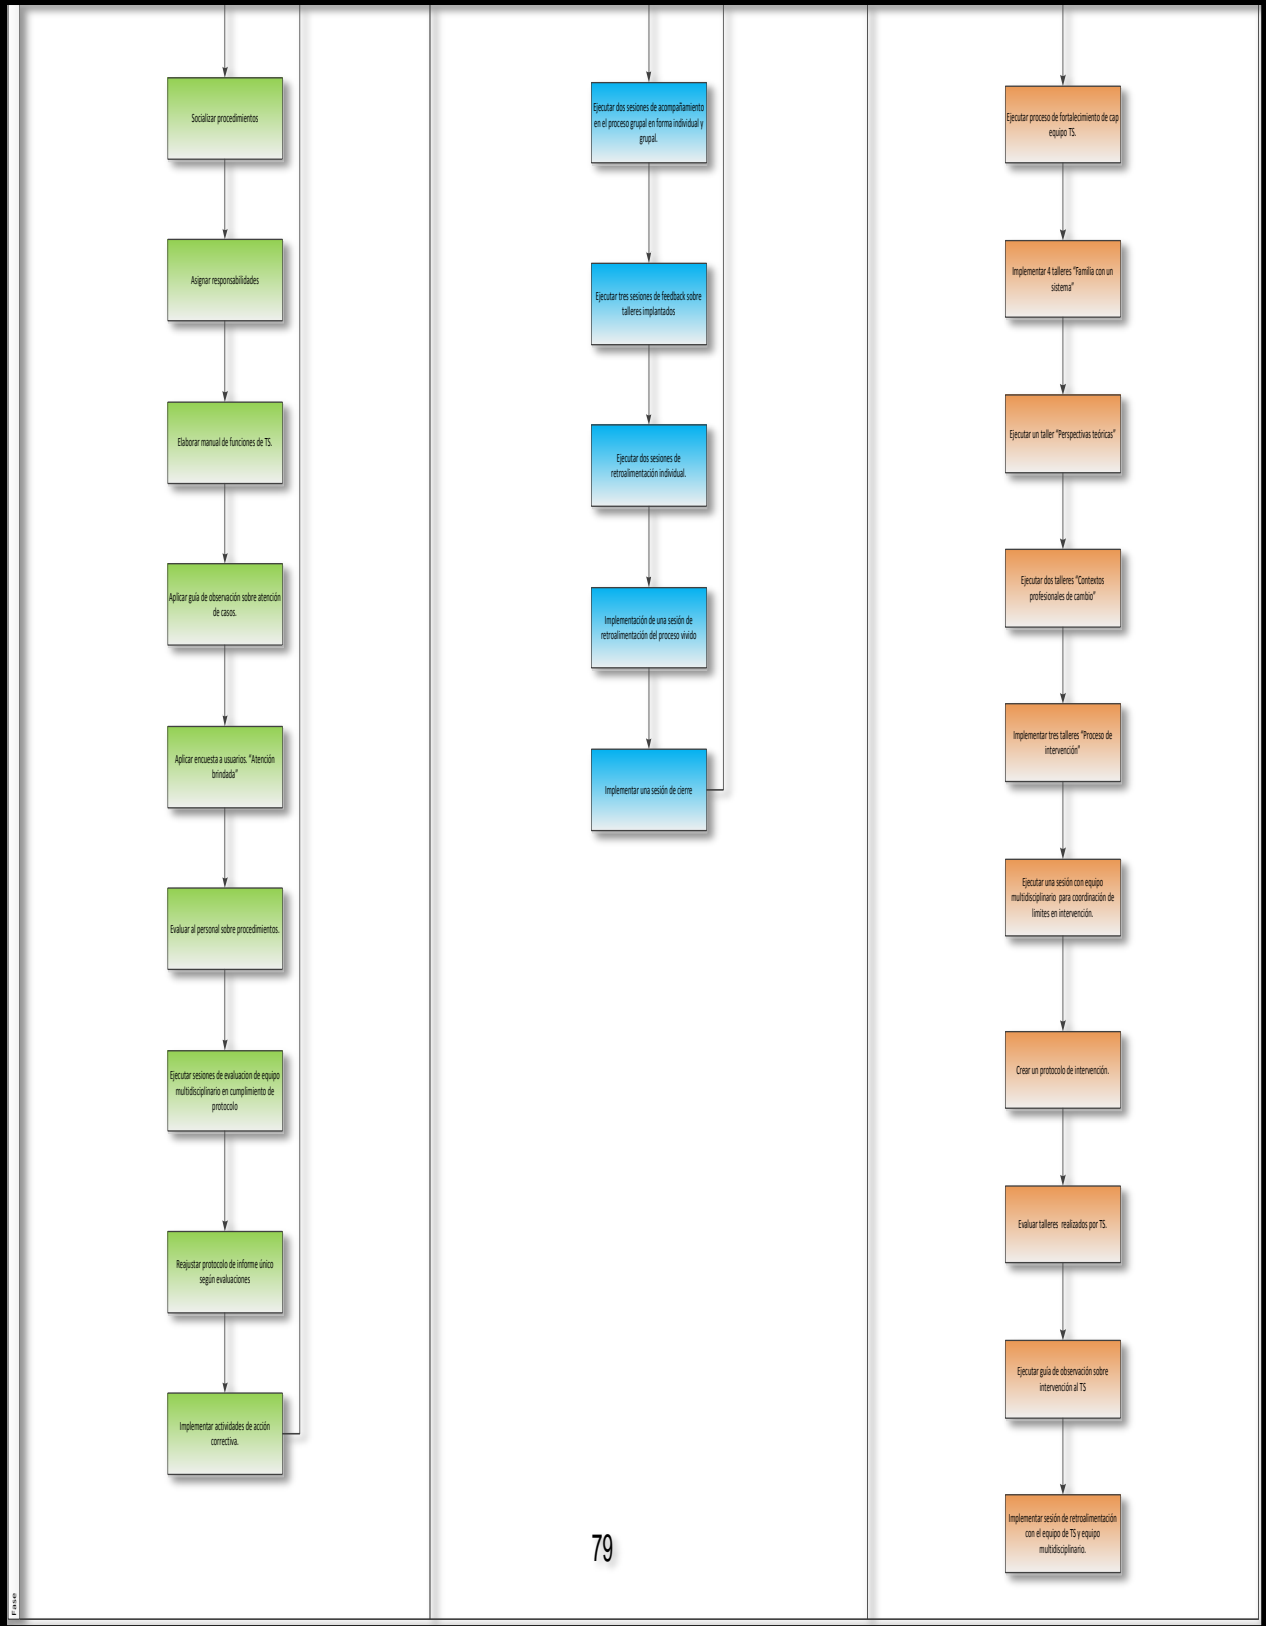 Socializar procedimientos
Asignar responsabilidades
Elaborar manual de funciones de TS.
Aplicar guía de observación sobre atención
de casos.
Aplicar encuesta a usuarios. “Atención
brindada”
Evaluar al personal sobre procedimientos.
Ejecutar sesiones de evaluacion de equipo
multidisciplinario en cumplimiento de
protocolo
Reajustar protocolo de informe único
según evaluaciones
Implementar actividades de acción
correctiva.
Ejecutar dos sesiones de acompañamiento
en el proceso grupal en forma individual y
grupal.
Ejecutar tres sesiones de feedback sobre
talleres implantados
Ejecutar dos sesiones de
retroalimentación individual.
Implementación de una sesión de
retroalimentación del proceso vivido
Implementar una sesión de cierre
Ejecutar proceso de fortalecimiento de cap
equipo TS.
Implementar 4 talleres “Familia con un
sistema”
Ejecutar un taller “Perspectivas teóricas”
Ejecutar dos talleres “Contextos
profesionales de cambio”
Implementar tres talleres “Proceso de
intervención”
Ejecutar una sesión con equipo
multidisciplinario para coordinación de
limites en intervención.
Crear un protocolo de intervención.
Evaluar talleres realizados por TS.
Ejecutar guía de observación sobre
intervención al TS
Implementar sesión de retroalimentación
con el equipo de TS y equipo
multidisciplinario.
79
Fase